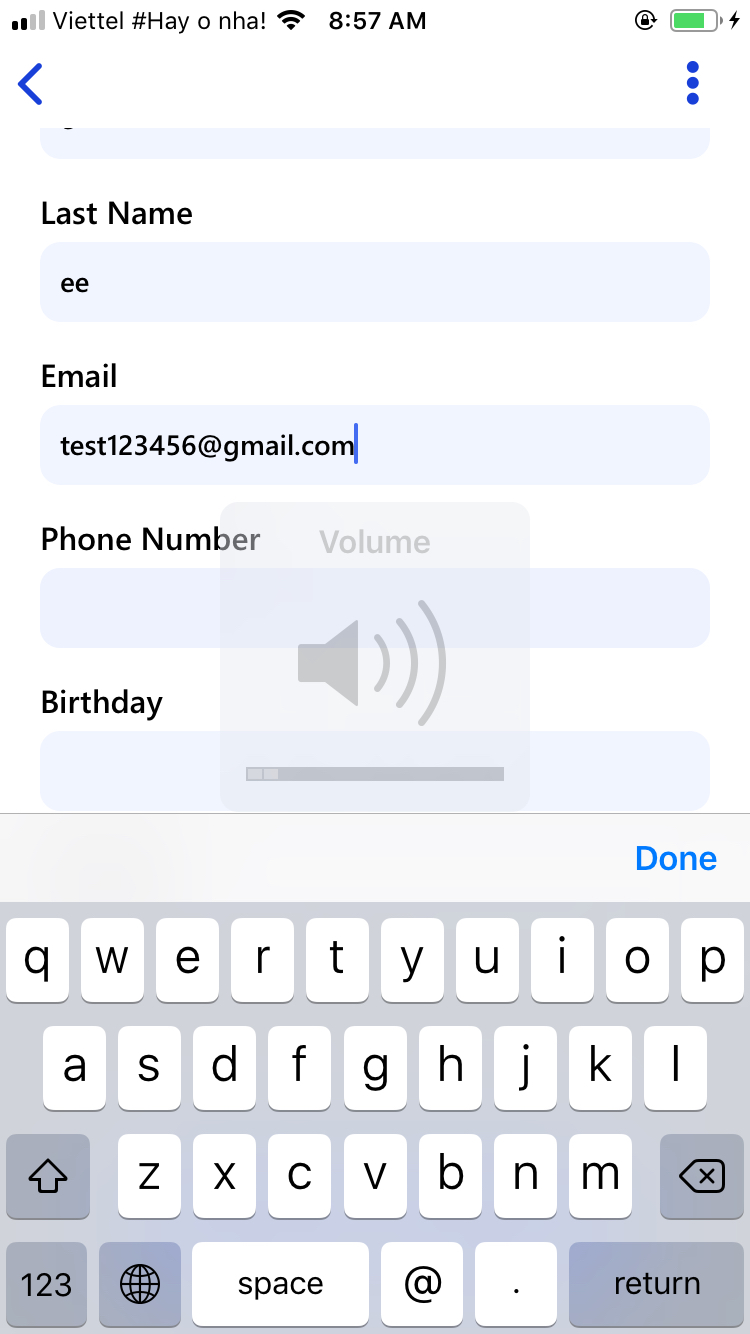 Viettel #Hay o nha! 8:57 AM
Last Name
ee
Email
test123456@gmail.com
Phone Number
Volume
Birthday
Done
q w e r t y u i o p
a s d f g h j k l
z x c v b n m
123 space @ . return